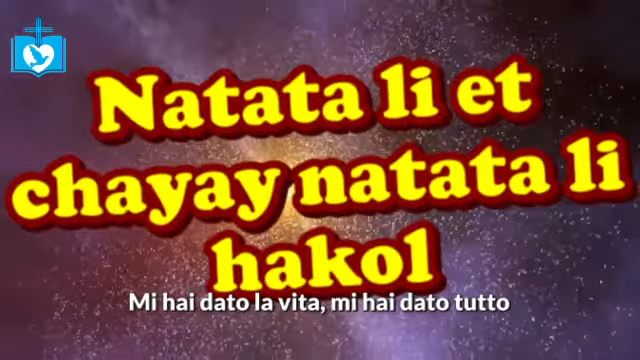 Natata li et
chayay natata li
hakol
Mi hai dato la vita, mi hai dato tutto